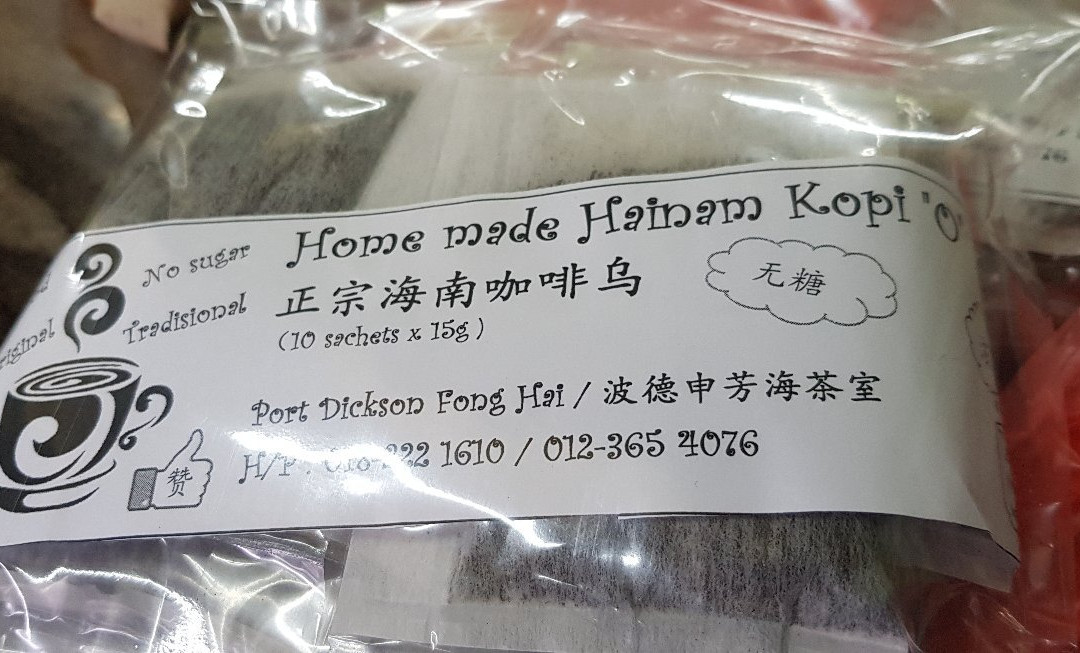 No sugar
Home made Hainam Kopi "O"
正宗海南咖啡乌
无糖
Tradisional
(10 sachets x 15g)
Port Dickson Fong Hai / 波德申芳海茶室
赞
H/P : 1610 / 012-365 4076